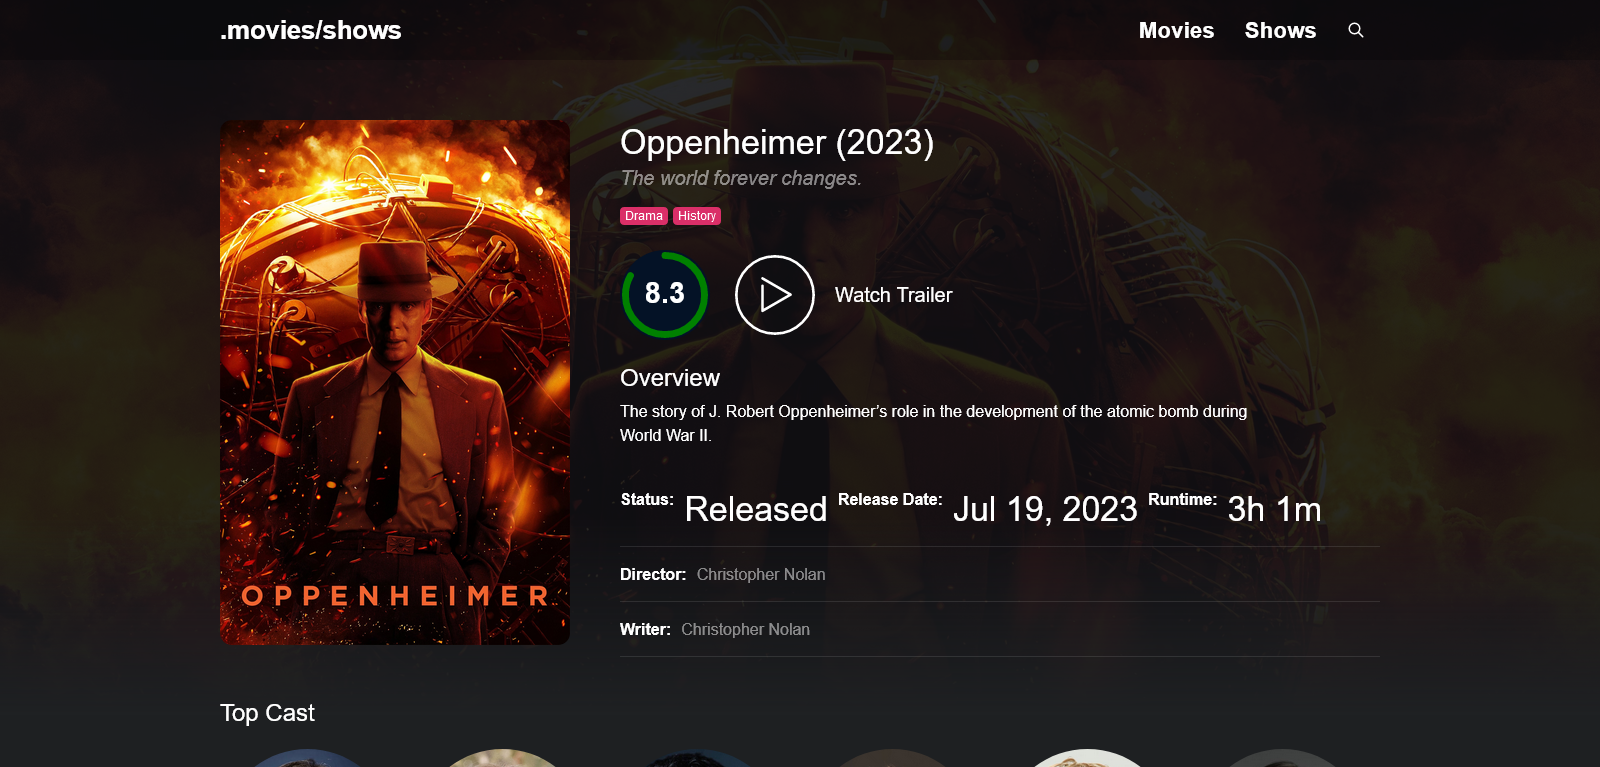 .movies/shows
Movies Shows
Oppenheimer (2023)
The world forever changes.
Drama History
8.3
Watch Trailer
Overview
The story of J. Robert Oppenheimer’s role in the development of the atomic bomb during
World War II.
Status: Released Release Date: Jul 19, 2023 Runtime: 3h 1m
Director: Christopher Nolan
Writer: Christopher Nolan
OPPENHEIMER
Top Cast